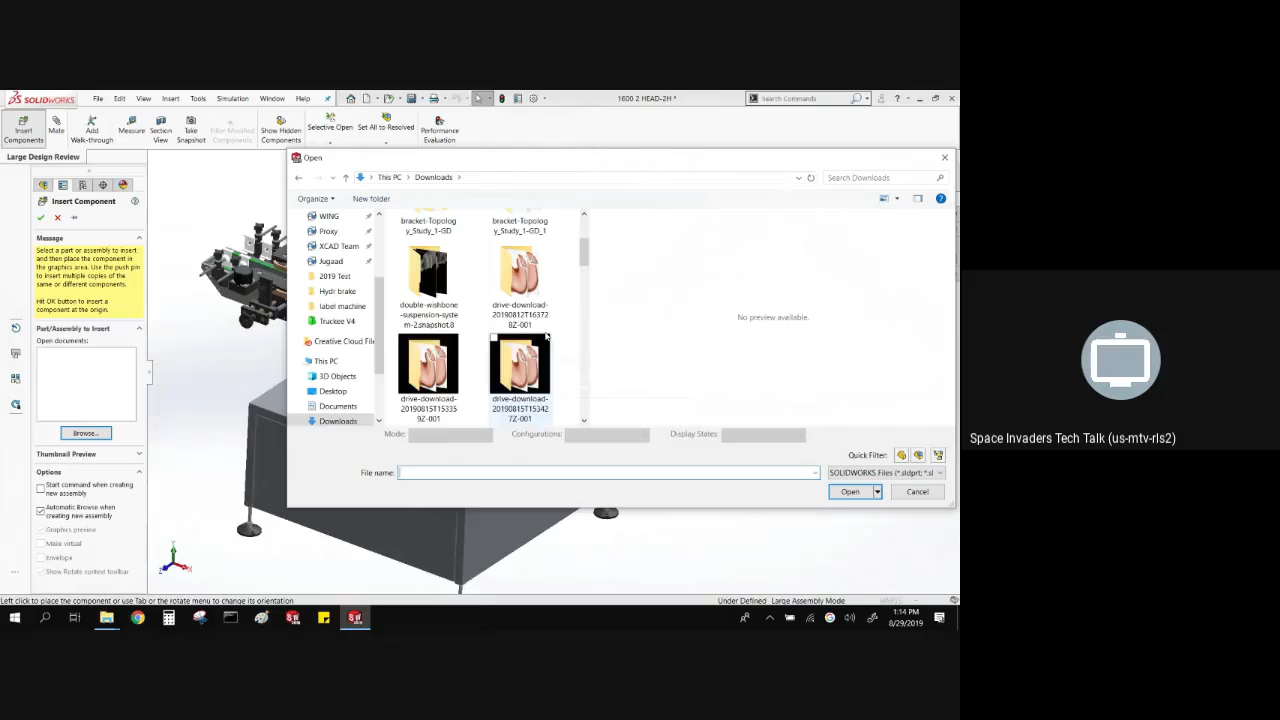 SOLIDWORKS
File Edit View Insert Tools Simulation Window Help
1600 2 HEAD-2H *
Search Commands
Insert Components
Mate
Add Walk-through
Measure
Section View
Take Snapshot
Filter Modified Components
Show Hidden Components
Selective Open
Set All to Resolved
Performance Evaluation
Large Design Review
Insert Component
Message
Select a part or assembly to insert
and then place the component in
the graphics area. Use the push pin
to insert multiple copies of the
same or different components.
Hit OK button to insert a
component at the origin.
Part/Assembly to Insert
Open documents:
Browse...
Thumbnail Preview
Options
Start command when creating
new assembly
Automatic Browse when
creating new assembly
Graphics preview
Make virtual
Envelope
Show Rotate context toolbar
Open
This PC > Downloads >
Search Downloads
Organize
New folder
WING
Proxy
XCAD Team
Jugaad
2019 Test
Hydr brake
label machine
Truckee V4
Creative Cloud Fil
This PC
3D Objects
Desktop
Documents
Downloads
bracket-Topolog
y_Study_1-GD
bracket-Topolog
y_Study_1-GD_1
double-wishbone
-suspension-syste
m-2.snapshot.8
drive-download-
20190812T16372
8Z-001
drive-download-
20190815T15335
9Z-001
drive-download-
20190815T15342
7Z-001
No preview available.
Mode:
Configurations:
Display States:
Quick Filter:
File name:
SOLIDWORKS Files (*.sldprt; *.sl
Open
Cancel
Y
X
Z
Left click to place the component or use Tab or the rotate menu to change its orientation
Under Defined
Large Assembly Mode
MMGS
1:14 PM
8/29/2019
Space Invaders Tech Talk (us-mtv-rls2)